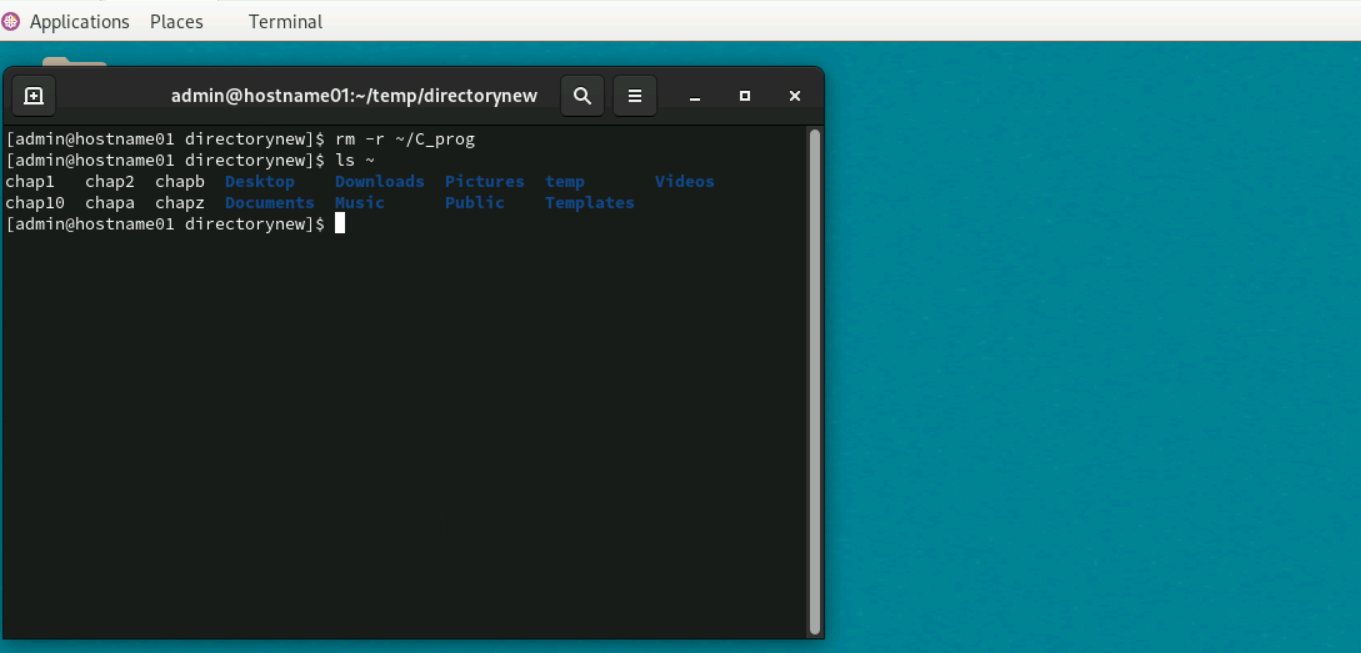 Applications Places Terminal
admin@hostname01:~/temp/directorynew
[admin@hostname01 directorynew]$ rm -r ~/C_prog
[admin@hostname01 directorynew]$ ls ~
chap1 chap2 chapb Desktop Downloads Pictures temp Videos
chap10 chapa chapz Documents Music Public Templates
[admin@hostname01 directorynew]$